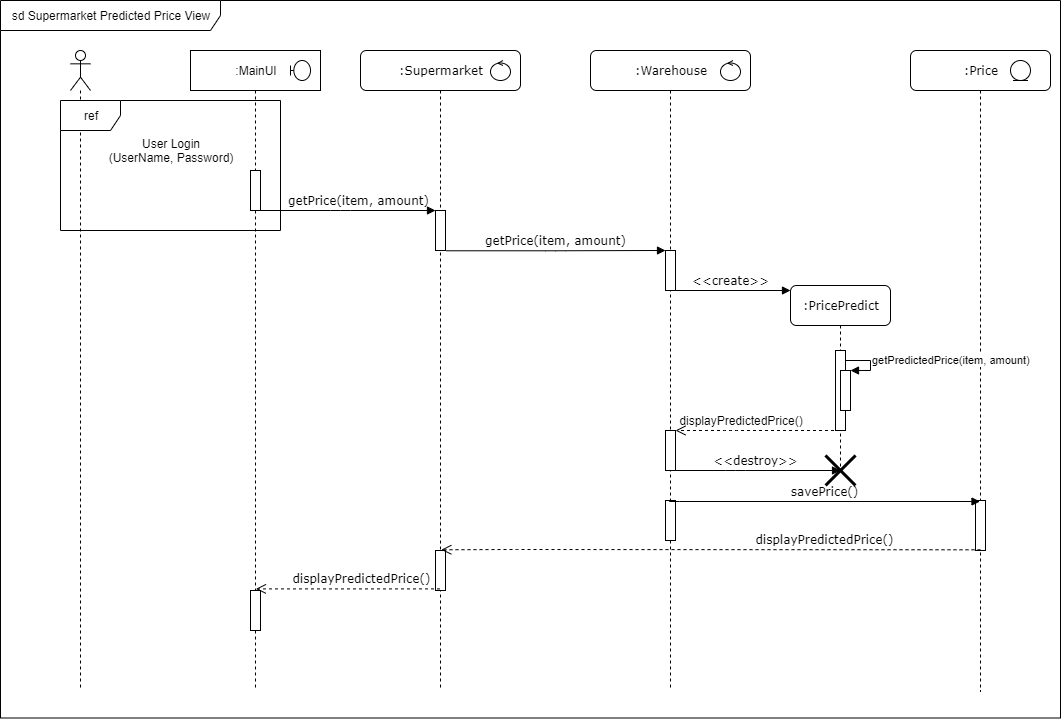 sd Supermarket Predicted Price View
:MainUI
:Supermarket
:Warehouse
:Price
ref
User Login
(UserName, Password)
getPrice(item, amount)
getPrice(item, amount)
<<create>>
:PricePredict
getPredictedPrice(item, amount)
displayPredictedPrice()
<<destroy>>
savePrice()
displayPredictedPrice()
displayPredictedPrice()